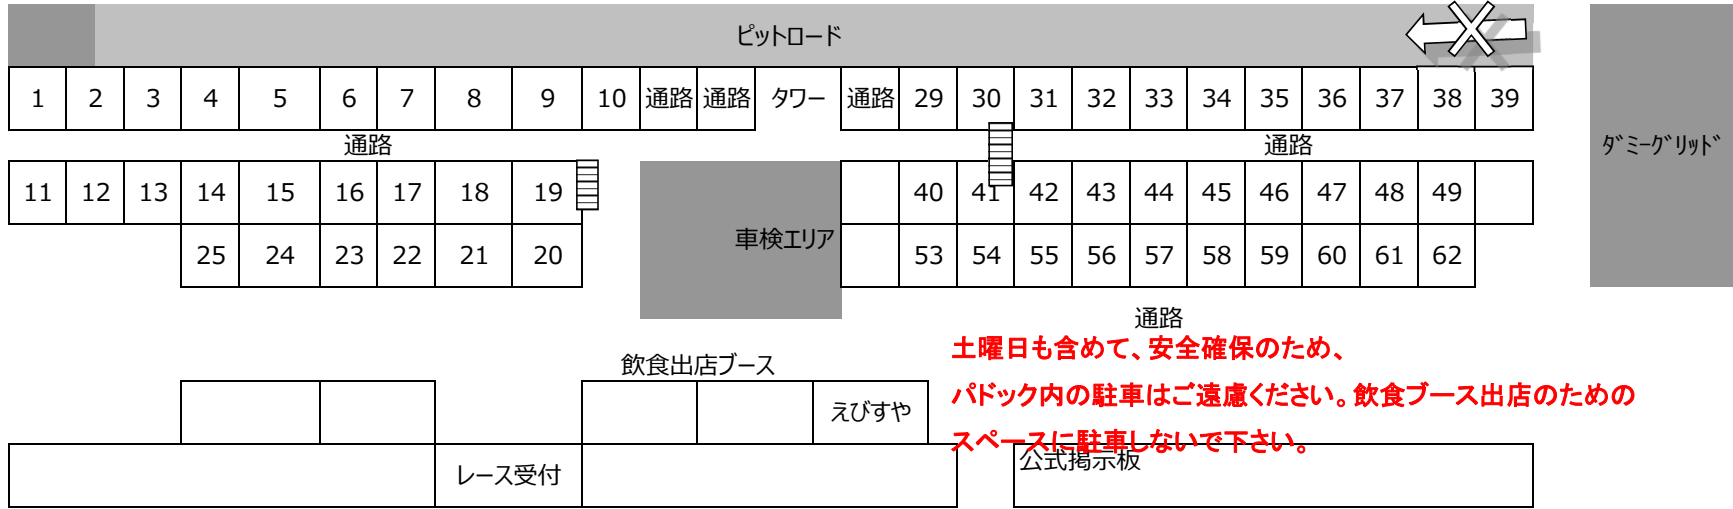 ピットロード
1 2 3 4 5 6 7 8 9 10 通路 通路 タワー 通路 29 30 31 32 33 34 35 36 37 38 39
通路 通路
ﾀﾞﾐｰｸﾞﾘｯﾄﾞ
11 12 13 14 15 16 17 18 19 40 41 42 43 44 45 46 47 48 49
車検エリア
25 24 23 22 21 20 53 54 55 56 57 58 59 60 61 62
通路
土曜日も含めて、安全確保のため、
飲食出店ブース
パドック内の駐車はご遠慮ください。飲食ブース出店のための
えびすや
スペースに駐車しないで下さい。
公式掲示板
レース受付